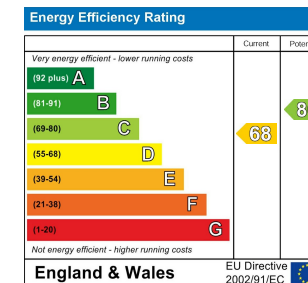 Energy Efficiency Rating
Current
Very energy efficient - lower running costs
(92 plus) A
(81-91) B
(69-80) C
68
(55-68) D
(39-54) E
(21-38) F
(1-20) G
Not energy efficient - higher running costs
England & Wales
EU Directive
2002/91/EC